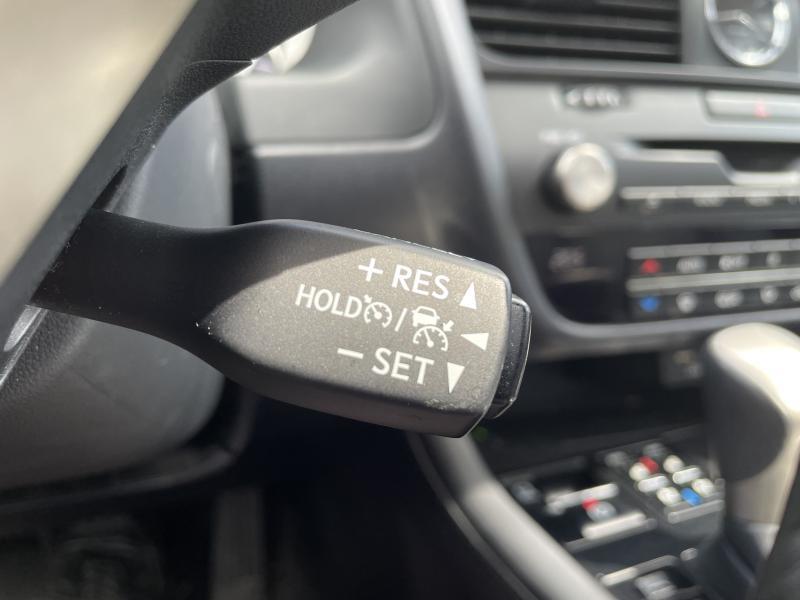 + RES
HOLD /
− SET